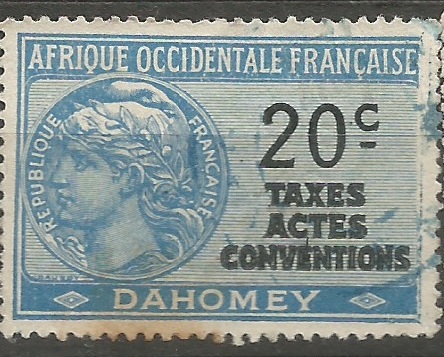 AFRIQUE OCCIDENTALE FRANÇAISE
RÉPUBLIQUE FRANÇAISE
20c
TAXES
ACTES
CONVENTIONS
DAHOMEY